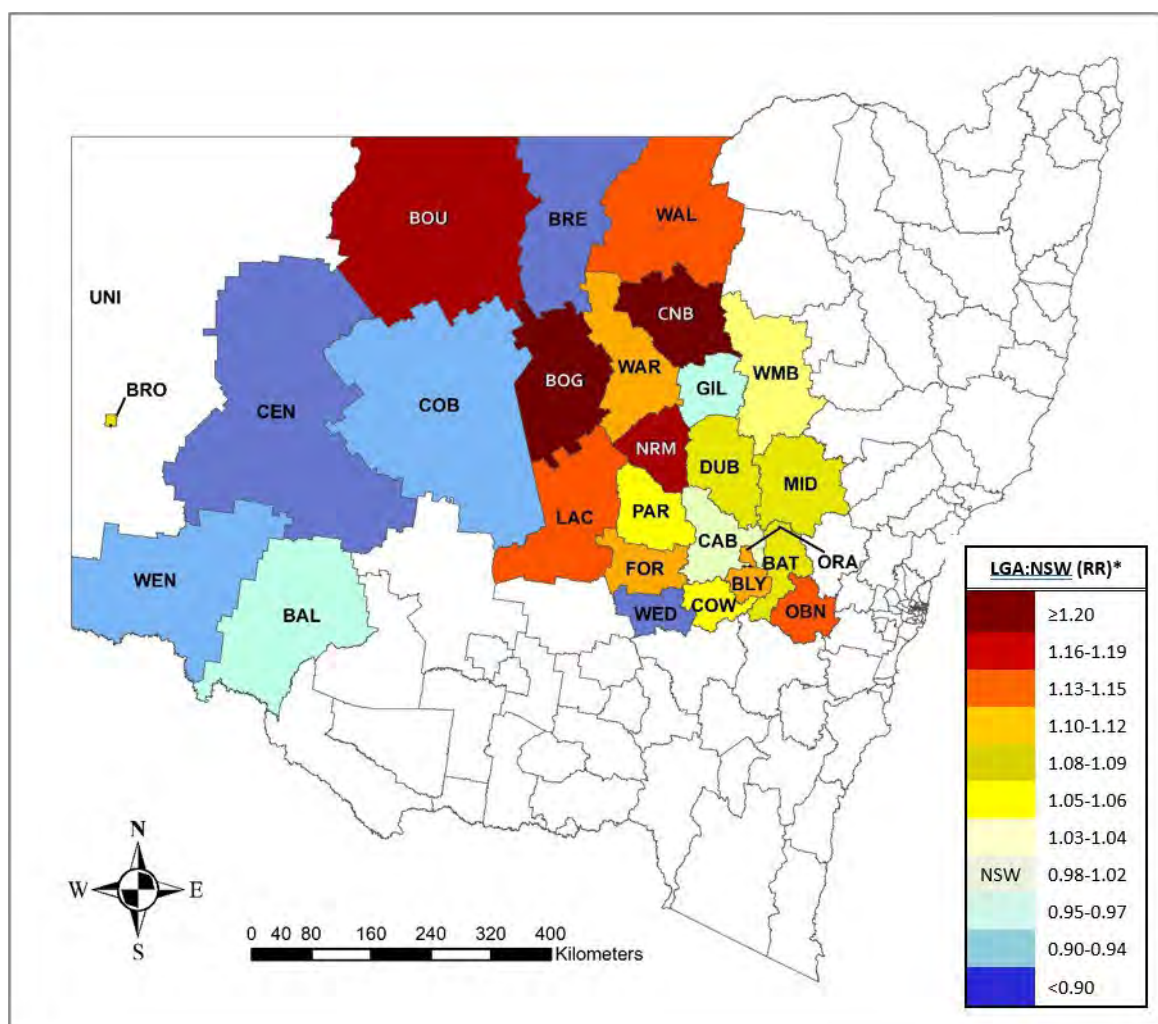 BOU
BRE
WAL
UNI
CNB
BRO
CEN
COB
BOG
WAR
GIL
WMB
NRM
DUB
MID
LAC
PAR
CAB
WEN
BAL
FOR
BAT
ORA
BLY
WED
COW
OBN
LGA:NSW (RR)*
≥1.20
1.16-1.19
1.13-1.15
1.10-1.12
1.08-1.09
1.05-1.06
1.03-1.04
NSW 0.98-1.02
0.95-0.97
0.90-0.94
<0.90
N
W E
S
0 40 80 160 240 320 400
Kilometers